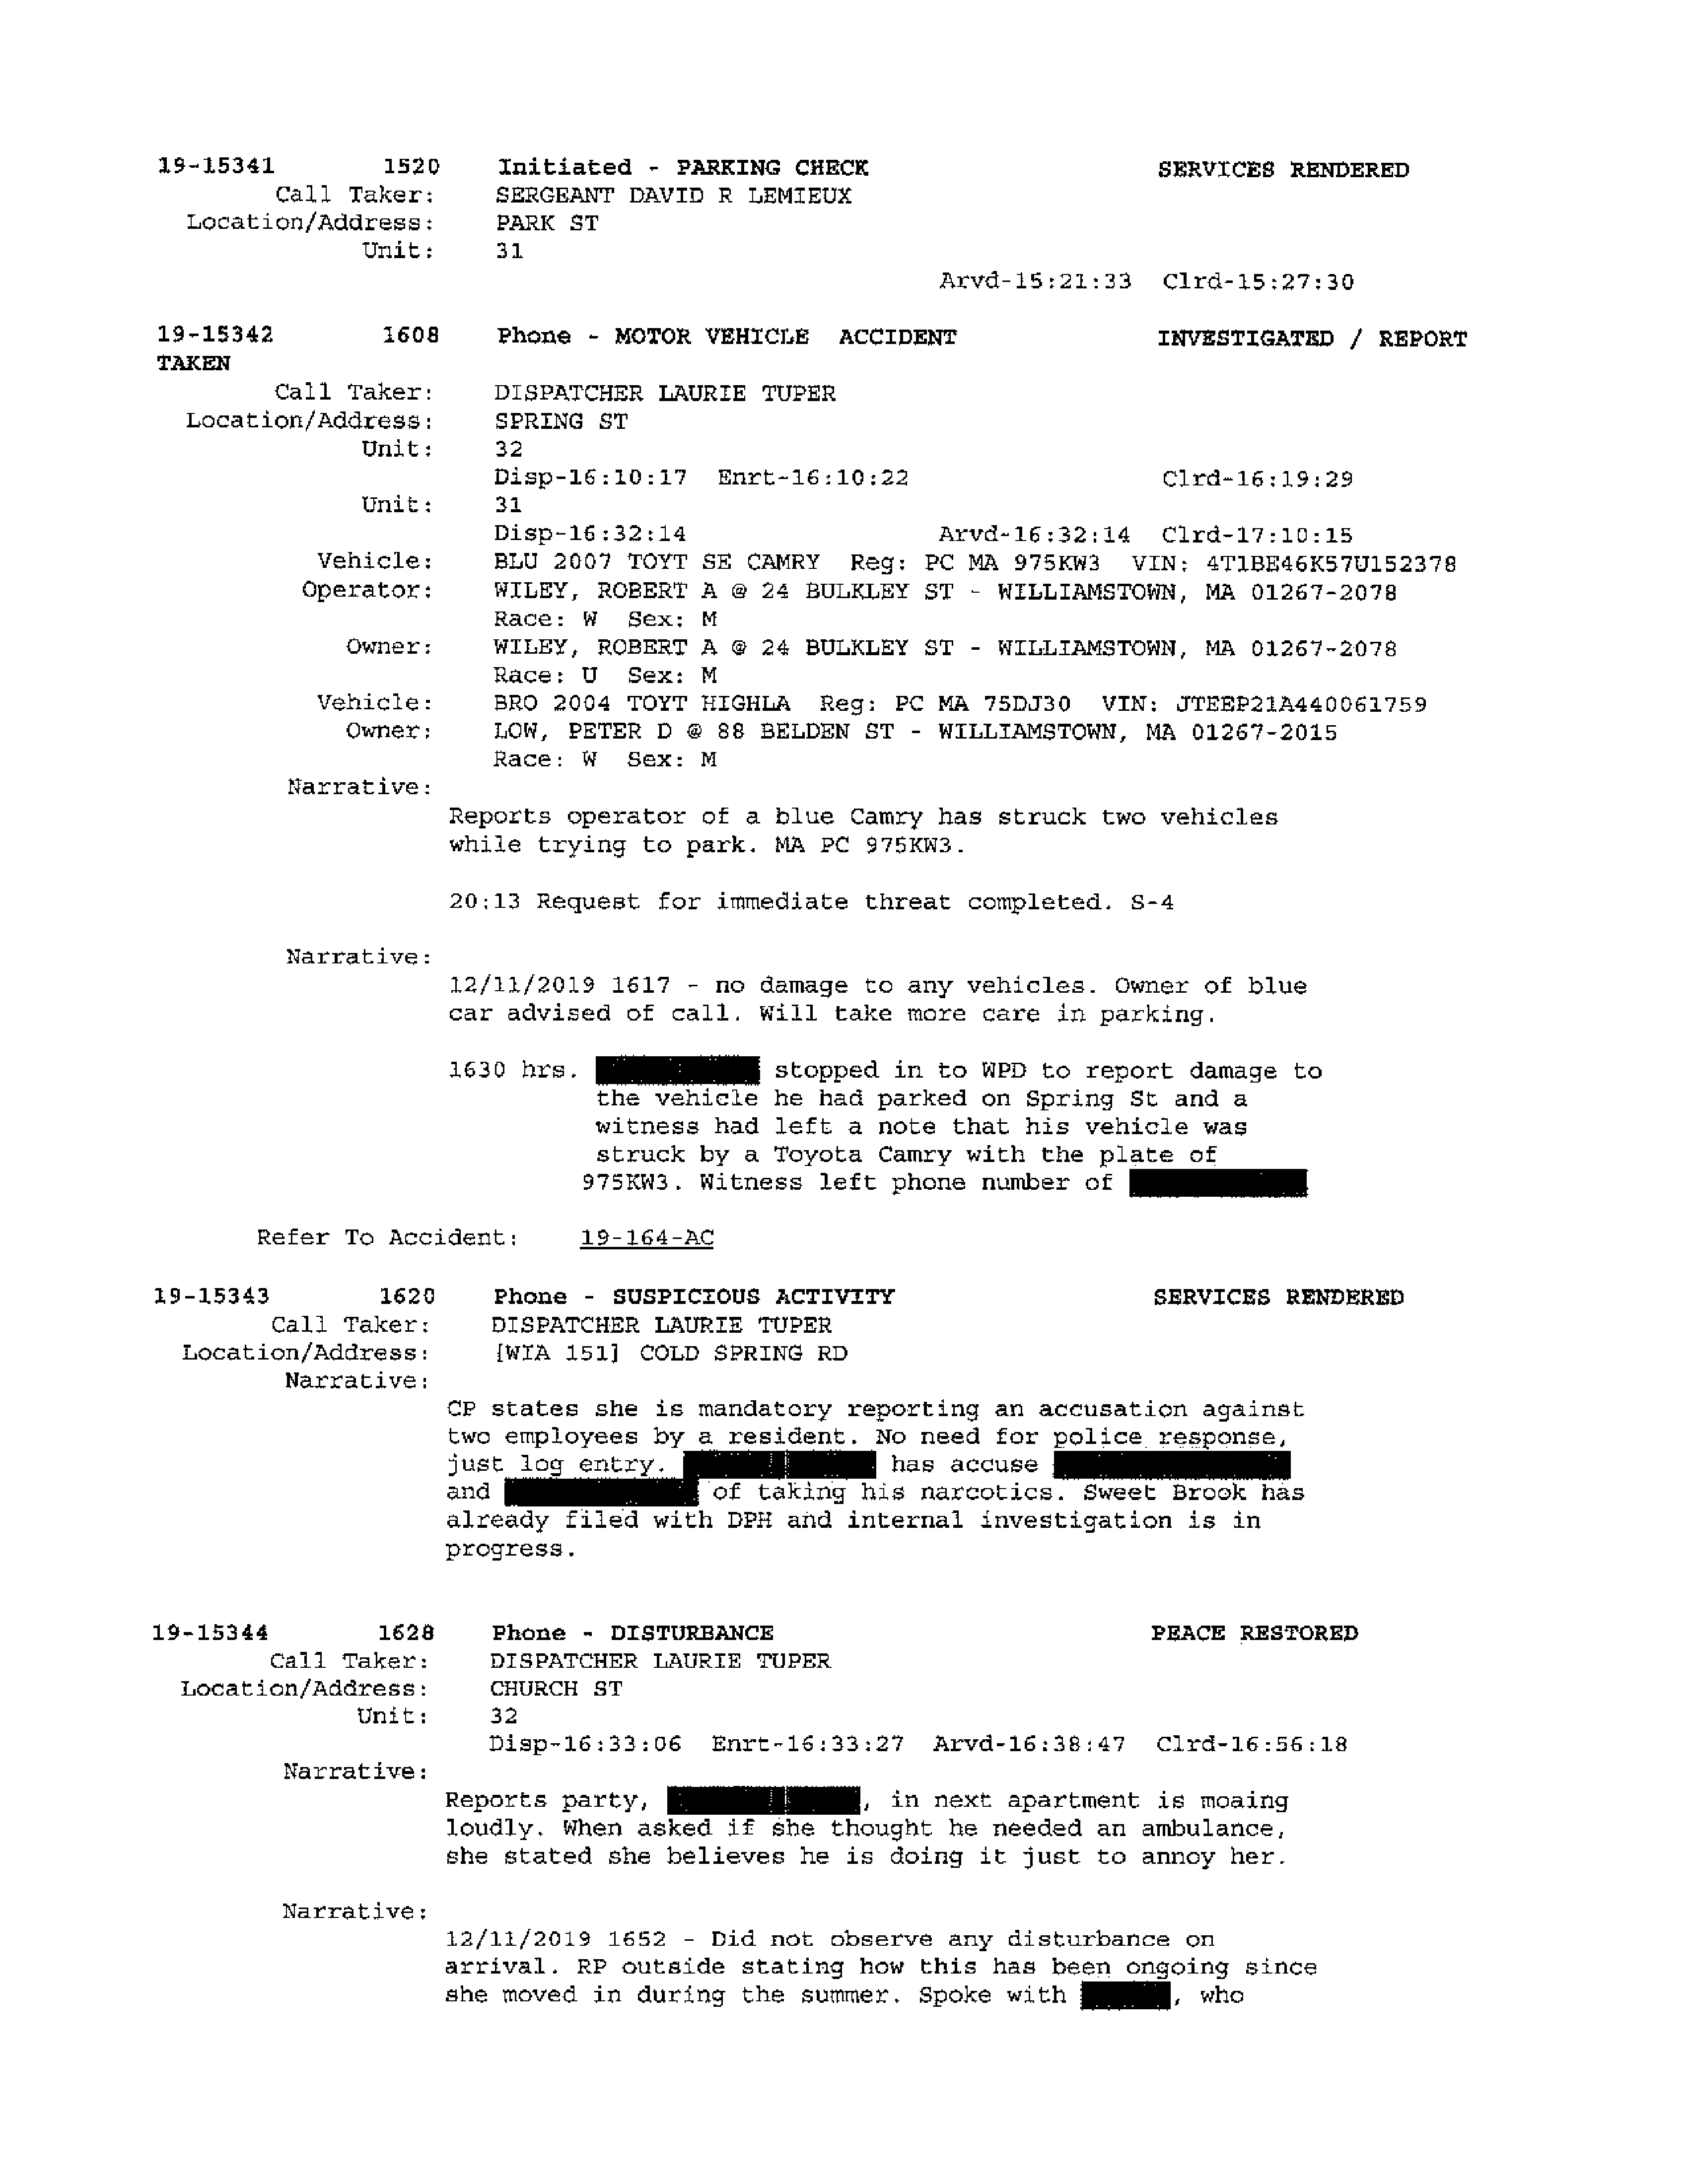 19-15341 1520 Initiated - PARKING CHECK SERVICES RENDERED
Call Taker: SERGEANT DAVID R LEMIEUX
Location/Address: PARK ST
Unit: 31
Arvd-15:21:33 Clrd-15:27:30
19-15342 1608 Phone - MOTOR VEHICLE ACCIDENT INVESTIGATED / REPORT
TAKEN
Call Taker: DISPATCHER LAURIE TUPER
Location/Address: SPRING ST
Unit: 32
Disp-16:10:17 Enrt-16:10:22 Clrd-16:19:29
Unit: 31
Disp-16:32:14 Arvd-16:32:14 Clrd-17:10:15
Vehicle: BLU 2007 TOYT SE CAMRY Reg: PC MA 975KW3 VIN: 4T1BE46K57U152378
Operator: WILEY, ROBERT A @ 24 BULKLEY ST - WILLIAMSTOWN, MA 01267-2078
Race: W Sex: M
Owner: WILEY, ROBERT A @ 24 BULKLEY ST - WILLIAMSTOWN, MA 01267-2078
Race: U Sex: M
Vehicle: BRO 2004 TOYT HIGHLA Reg: PC MA 75DJ30 VIN: JTEEP21A440061759
Owner: LOW, PETER D @ 88 BELDEN ST - WILLIAMSTOWN, MA 01267-2015
Race: W Sex: M
Narrative:
Reports operator of a blue Camry has struck two vehicles
while trying to park. MA PC 975KW3.
20:13 Request for immediate threat completed. S-4
Narrative:
12/11/2019 1617 - no damage to any vehicles. Owner of blue
car advised of call. Will take more care in parking.
1630 hrs. stopped in to WPD to report damage to
the vehicle he had parked on Spring St and a
witness had left a note that his vehicle was
struck by a Toyota Camry with the plate of
975KW3. Witness left phone number of
Refer To Accident: 19-164-AC
19-15343 1620 Phone - SUSPICIOUS ACTIVITY SERVICES RENDERED
Call Taker: DISPATCHER LAURIE TUPER
Location/Address: [WIA 151] COLD SPRING RD
Narrative:
CP states she is mandatory reporting an accusation against
two employees by a resident. No need for police response,
just log entry. has accuse
and of taking his narcotics. Sweet Brook has
already filed with DPH and internal investigation is in
progress.
19-15344 1628 Phone - DISTURBANCE PEACE RESTORED
Call Taker: DISPATCHER LAURIE TUPER
Location/Address: CHURCH ST
Unit: 32
Disp-16:33:06 Enrt-16:33:27 Arvd-16:38:47 Clrd-16:56:18
Narrative:
Reports party, , in next apartment is moaing
loudly. When asked if she thought he needed an ambulance,
she stated she believes he is doing it just to annoy her.
Narrative:
12/11/2019 1652 - Did not observe any disturbance on
arrival. RP outside stating how this has been ongoing since
she moved in during the summer. Spoke with , who